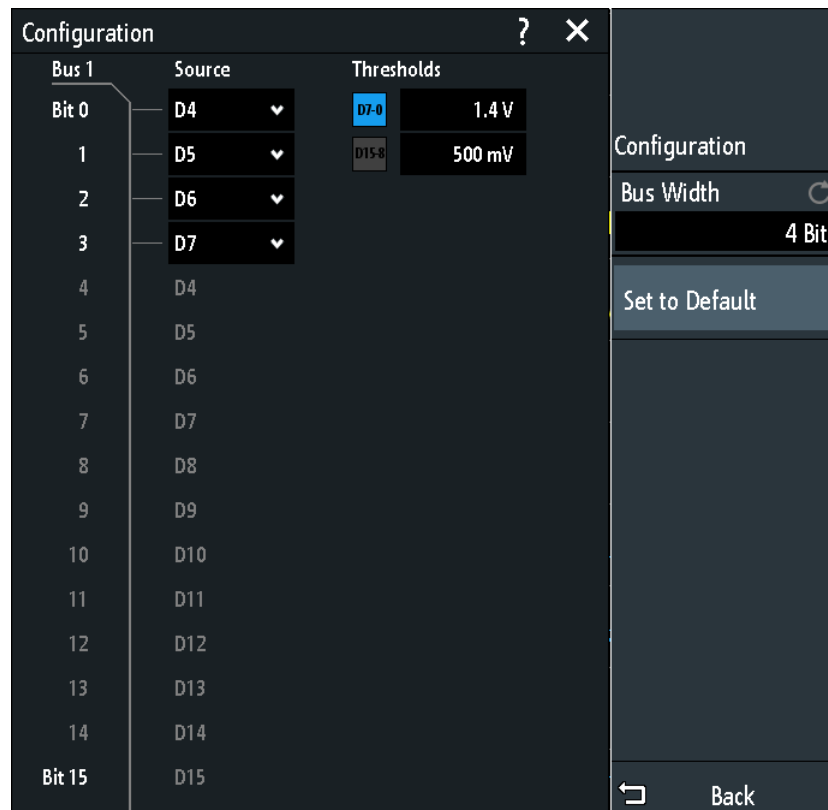 Configuration ? ✕
Bus 1 Source Thresholds
Bit 0 D4 D7-0 1.4 V
1 D5 D15-8 500 mV
2 D6
3 D7
4 D4
5 D5
6 D6
7 D7
8 D8
9 D9
10 D10
11 D11
12 D12
13 D13
14 D14
Bit 15 D15
Configuration
Bus Width
4 Bit
Set to Default
Back